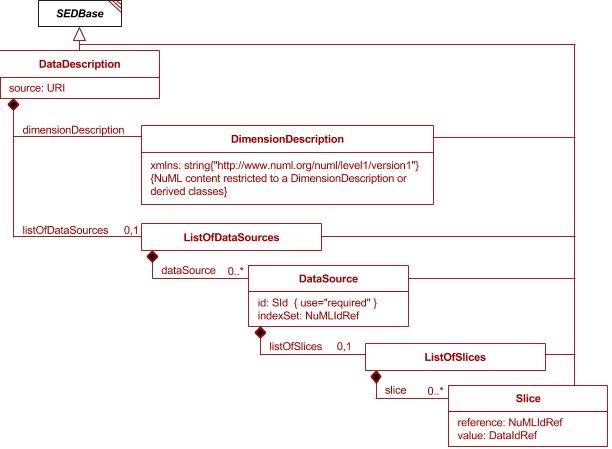 SEDBase
DataDescription
source: URI
dimensionDescription
DimensionDescription
xmlns: string{"http://www.numl.org/numl/level1/version1"}
{NuML content restricted to a DimensionDescription or
derived classes}
listOfDataSources 0,1
ListOfDataSources
dataSource 0..*
DataSource
id: SId { use="required" }
indexSet: NuMLIdRef
listOfSlices 0,1
ListOfSlices
slice 0..*
Slice
reference: NuMLIdRef
value: DataIdRef